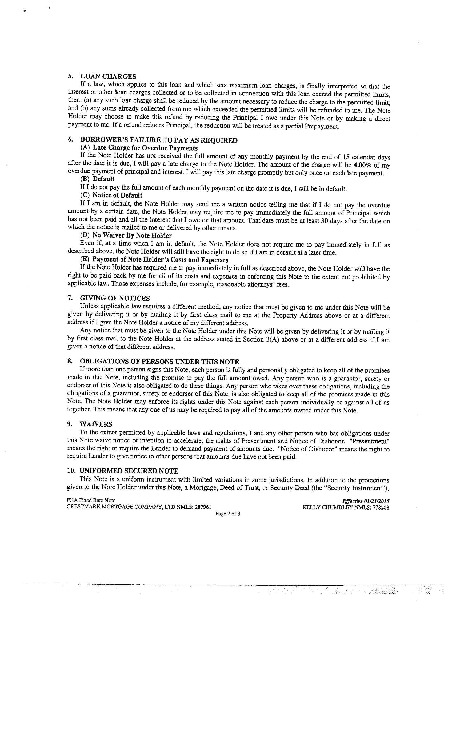 5. LOAN CHARGES
If a law, which applies to this loan and which sets maximum loan charges, is finally interpreted so that the
interest or other loan charges collected or to be collected in connection with this loan exceed the permitted limits,
then: (a) any such loan charge shall be reduced by the amount necessary to reduce the charge to the permitted limit;
and (b) any sums already collected from me which exceeded the permitted limits will be refunded to me. The Note
Holder may choose to make this refund by reducing the Principal I owe under this Note or by making a direct
payment to me. If a refund reduces Principal, the reduction will be treated as a partial Prepayment.
6. BORROWER'S FAILURE TO PAY AS REQUIRED
(A) Late Charge for Overdue Payments
If the Note Holder has not received the full amount of any monthly payment by the end of 15 calendar days
after the date it is due, I will pay a late charge to the Note Holder. The amount of the charge will be 4.00% of my
overdue payment of principal and interest. I will pay this late charge promptly but only once on each late payment.
(B) Default
If I do not pay the full amount of each monthly payment on the date it is due, I will be in default.
(C) Notice of Default
If I am in default, the Note Holder may send me a written notice telling me that if I do not pay the overdue
amount by a certain date, the Note Holder may require me to pay immediately the full amount of Principal which
has not been paid and all the interest that I owe on that amount. That date must be at least 30 days after the date on
which the notice is mailed to me or delivered by other means.
(D) No Waiver By Note Holder
Even if, at a time when I am in default, the Note Holder does not require me to pay immediately in full as
described above, the Note Holder will still have the right to do so if I am in default at a later time.
(E) Payment of Note Holder's Costs and Expenses
If the Note Holder has required me to pay immediately in full as described above, the Note Holder will have the
right to be paid back by me for all of its costs and expenses in enforcing this Note to the extent not prohibited by
applicable law. Those expenses include, for example, reasonable attorneys' fees.
7. GIVING OF NOTICES
Unless applicable law requires a different method, any notice that must be given to me under this Note will be
given by delivering it or by mailing it by first class mail to me at the Property Address above or at a different
address if I give the Note Holder a notice of my different address.
Any notice that must be given to the Note Holder under this Note will be given by delivering it or by mailing it
by first class mail to the Note Holder at the address stated in Section 3(A) above or at a different address if I am
given a notice of that different address.
8. OBLIGATIONS OF PERSONS UNDER THIS NOTE
If more than one person signs this Note, each person is fully and personally obligated to keep all of the promises
made in this Note, including the promise to pay the full amount owed. Any person who is a guarantor, surety or
endorser of this Note is also obligated to do these things. Any person who takes over these obligations, including the
obligations of a guarantor, surety or endorser of this Note, is also obligated to keep all of the promises made in this
Note. The Note Holder may enforce its rights under this Note against each person individually or against all of us
together. This means that any one of us may be required to pay all of the amounts owed under this Note.
9. WAIVERS
To the extent permitted by applicable laws and regulations, I and any other person who has obligations under
this Note waive notice of intention to accelerate, the rights of Presentment and Notice of Dishonor. "Presentment"
means the right to require the Lender to demand payment of amounts due. "Notice of Dishonor" means the right to
require Lender to give notice to other persons that amounts due have not been paid.
10. UNIFORM SECURED NOTE
This Note is a uniform instrument with limited variations in some jurisdictions. In addition to the protections
given to the Note Holder under this Note, a Mortgage, Deed of Trust, or Security Deed (the "Security Instrument"),
FHA Fixed Rate Note
MORTGAGE COMPANY, LTD NMLS:
Page 2 of 3